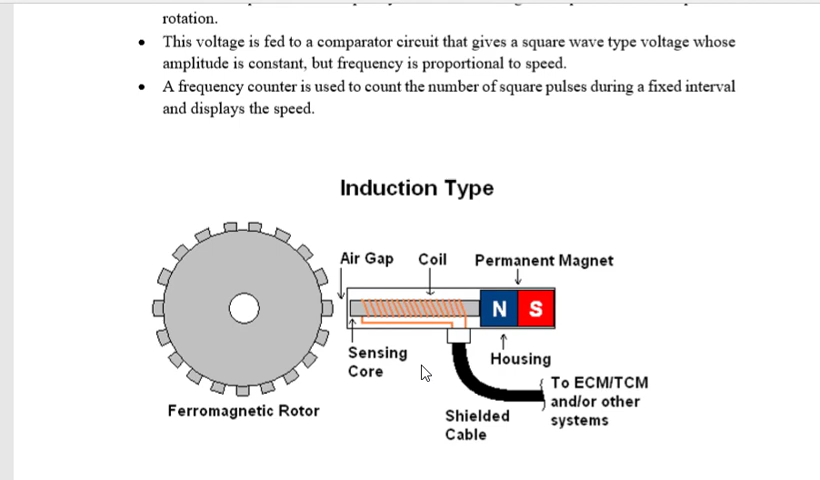 rotation.
• This voltage is fed to a comparator circuit that gives a square wave type voltage whose
amplitude is constant, but frequency is proportional to speed.
• A frequency counter is used to count the number of square pulses during a fixed interval
and displays the speed.
Induction Type
Air Gap
Coil
Permanent Magnet
N
S
Sensing
Core
Housing
To ECM/TCM
and/or other
systems
Ferromagnetic Rotor
Shielded
Cable